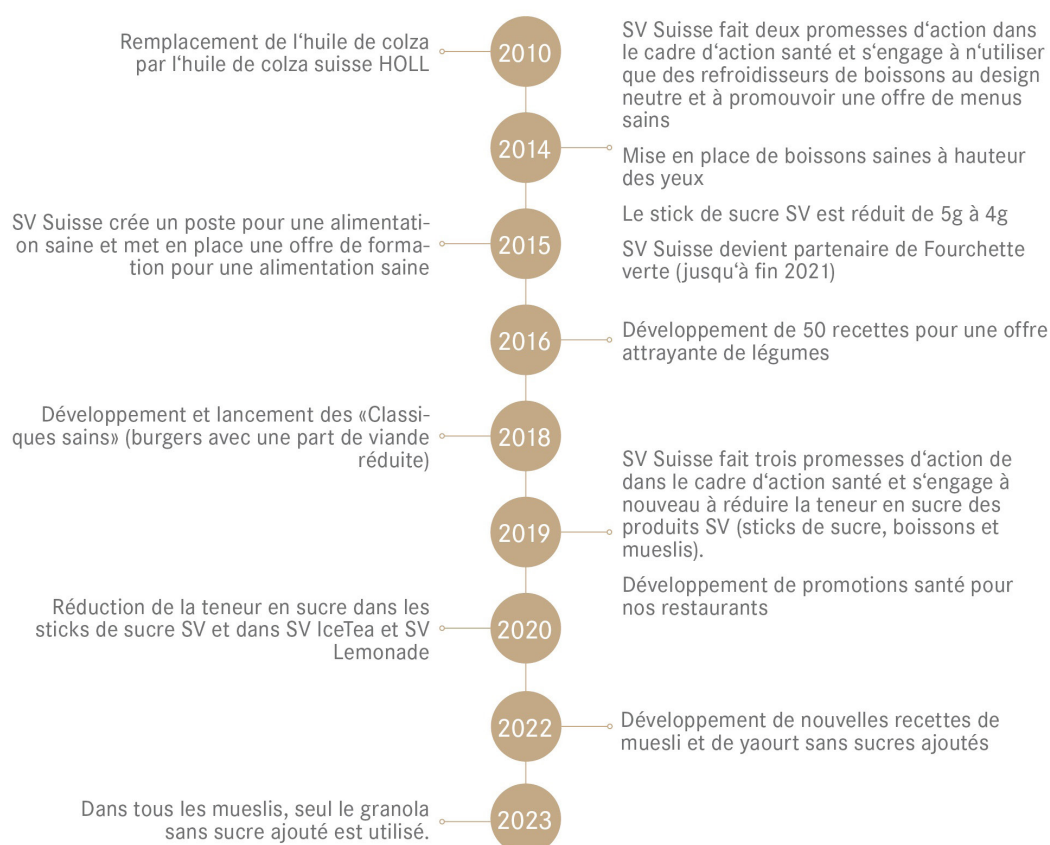 Remplacement de l‘huile de colza
par l‘huile de colza suisse HOLL
2010
SV Suisse fait deux promesses d‘action dans
le cadre d‘action santé et s‘engage à n‘utiliser
que des refroidisseurs de boissons au design
neutre et à promouvoir une offre de menus
sains
2014
Mise en place de boissons saines à hauteur
des yeux
Le stick de sucre SV est réduit de 5g à 4g
SV Suisse devient partenaire de Fourchette
verte (jusqu‘à fin 2021)
SV Suisse crée un poste pour une alimentati-
on saine et met en place une offre de forma-
tion pour une alimentation saine
2015
2016
Développement de 50 recettes pour une offre
attrayante de légumes
Développement et lancement des «Classi-
ques sains» (burgers avec une part de viande
réduite)
2018
SV Suisse fait trois promesses d‘action de
dans le cadre d‘action santé et s‘engage à
nouveau à réduire la teneur en sucre des
produits SV (sticks de sucre, boissons et
mueslis).
2019
Développement de promotions santé pour
nos restaurants
Réduction de la teneur en sucre dans les
sticks de sucre SV et dans SV IceTea et SV
Lemonade
2020
2022
Développement de nouvelles recettes de
muesli et de yaourt sans sucres ajoutés
Dans tous les mueslis, seul le granola
sans sucre ajouté est utilisé.
2023